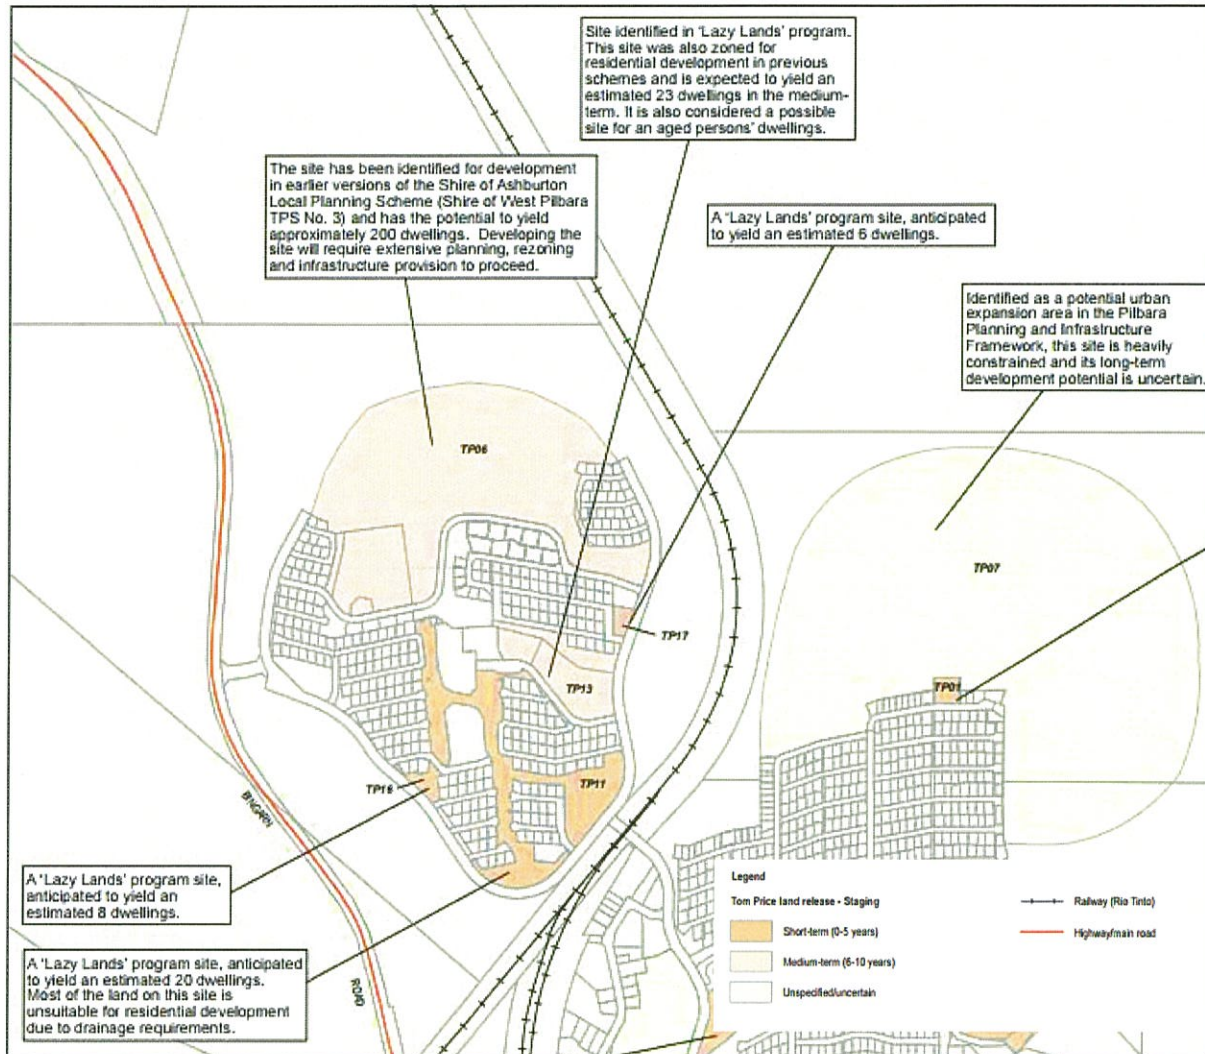 Site identified in 'Lazy Lands' program.
This site was also zoned for
residential development in previous
schemes and is expected to yield an
estimated 23 dwellings in the medium-
term. It is also considered a possible
site for an aged persons' dwellings.
The site has been identified for development
in earlier versions of the Shire of Ashburton
Local Planning Scheme (Shire of West Pilbara
TPS No. 3) and has the potential to yield
approximately 200 dwellings. Developing the
site will require extensive planning, rezoning
and infrastructure provision to proceed.
A 'Lazy Lands' program site, anticipated
to yield an estimated 6 dwellings.
Identified as a potential urban
expansion area in the Pilbara
Planning and Infrastructure
Framework, this site is heavily
constrained and its long-term
development potential is uncertain.
TP06
TP07
TP17
TP13
TP01
TP16
TP11
BINGARN
ROAD
A 'Lazy Lands' program site,
anticipated to yield an
estimated 8 dwellings.
A 'Lazy Lands' program site, anticipated
to yield an estimated 20 dwellings.
Most of the land on this site is
unsuitable for residential development
due to drainage requirements.
Legend
Tom Price land release - Staging
Short-term (0-5 years)
Medium-term (6-10 years)
Unspecified/uncertain
Railway (Rio Tinto)
Highway/main road